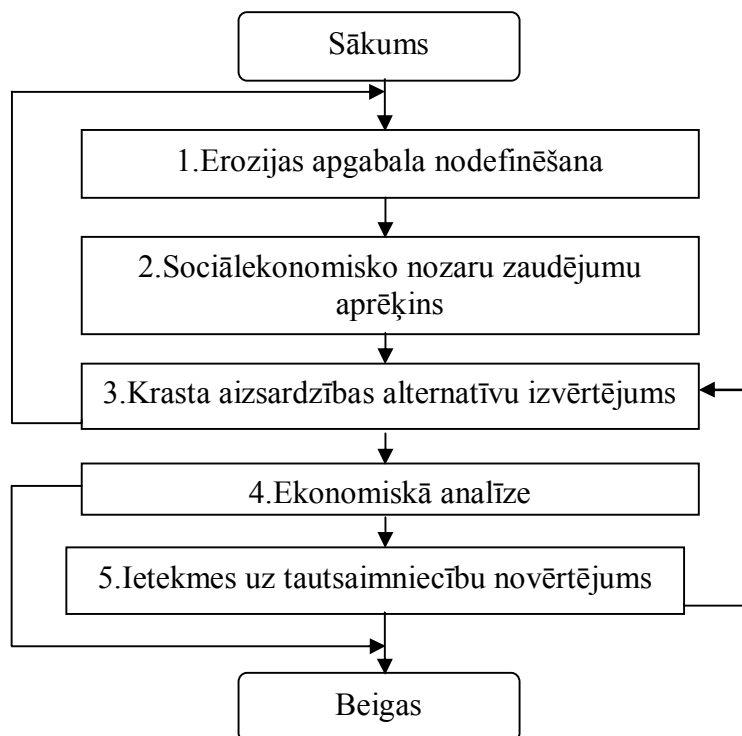 Sākums
1.Erozijas apgabala nodefinēšana
2.Sociālekonomisko nozaru zaudējumu
aprēķins
3.Krasta aizsardzības alternatīvu izvērtējums
4.Ekonomiskā analīze
5.Ietekmes uz tautsaimniecību novērtējums
Beigas